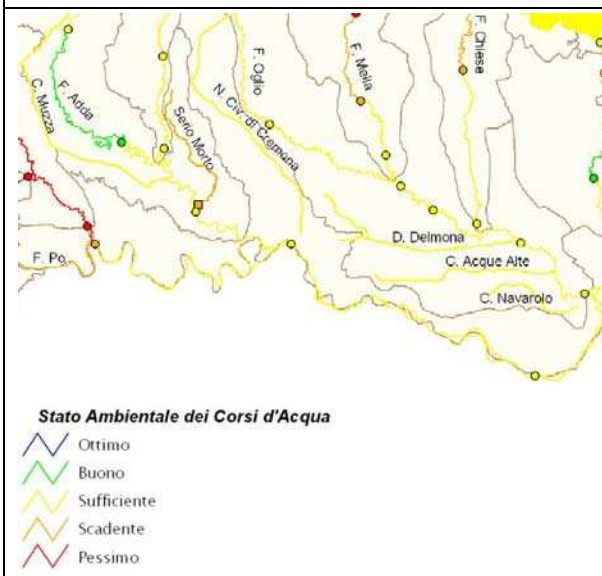 C. Muzza
F. Adda
Serio Morto
N. Civ. di Cremona
F. Oglio
F. Mella
F. Chiese
F. Po
D. Delmona
C. Acque Alte
C. Navarolo
Stato Ambientale dei Corsi d'Acqua
Ottimo
Buono
Sufficiente
Scadente
Pessimo